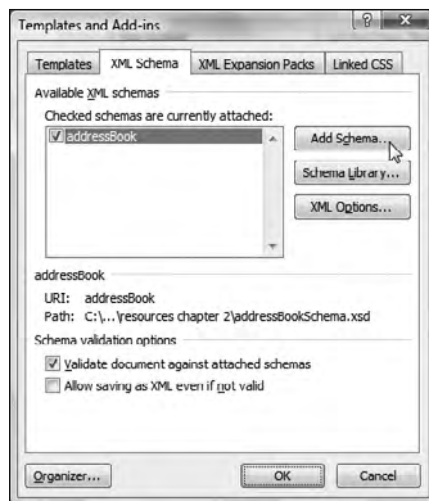 Templates and Add-ins
Templates
XML Schema
XML Expansion Packs
Linked CSS
Available XML schemas
Checked schemas are currently attached:
addressBook
Add Schema...
Schema Library...
XML Options...
addressBook
URI: addressBook
Path: C:\...\resources chapter 2\addressBookSchema.xsd
Schema validation options
Validate document against attached schemas
Allow saving as XML even if not valid
Organizer...
OK
Cancel